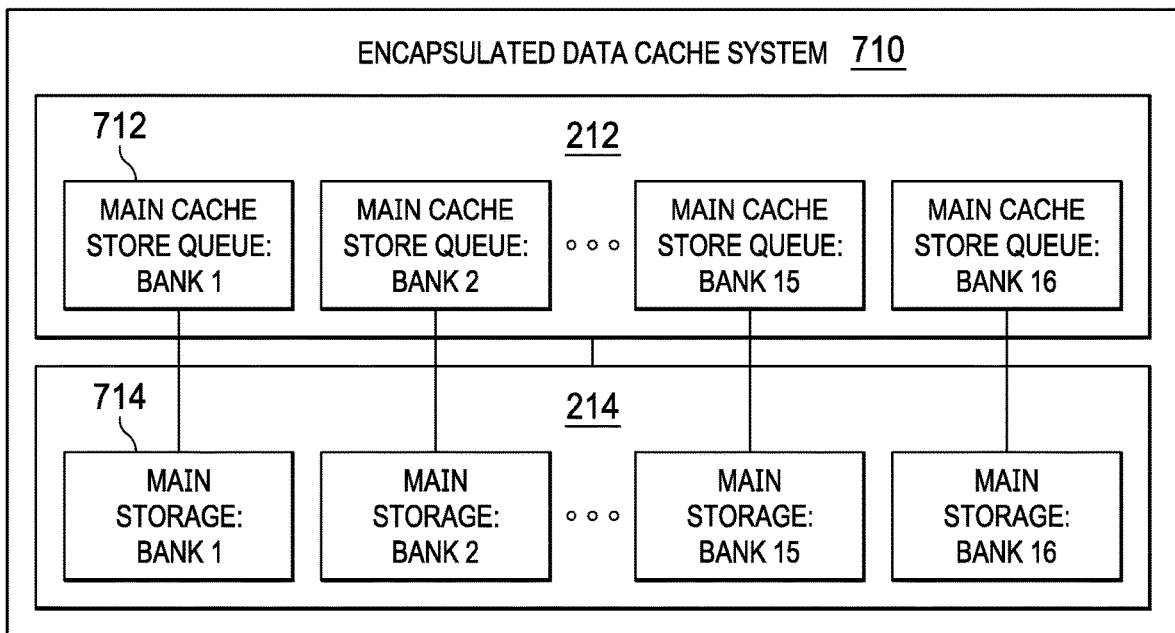 ENCAPSULATED DATA CACHE SYSTEM 710
712
212
MAIN CACHE
STORE QUEUE:
BANK 1
MAIN CACHE
STORE QUEUE:
BANK 2
MAIN CACHE
STORE QUEUE:
BANK 15
MAIN CACHE
STORE QUEUE:
BANK 16
714
214
MAIN
STORAGE:
BANK 1
MAIN
STORAGE:
BANK 2
MAIN
STORAGE:
BANK 15
MAIN
STORAGE:
BANK 16